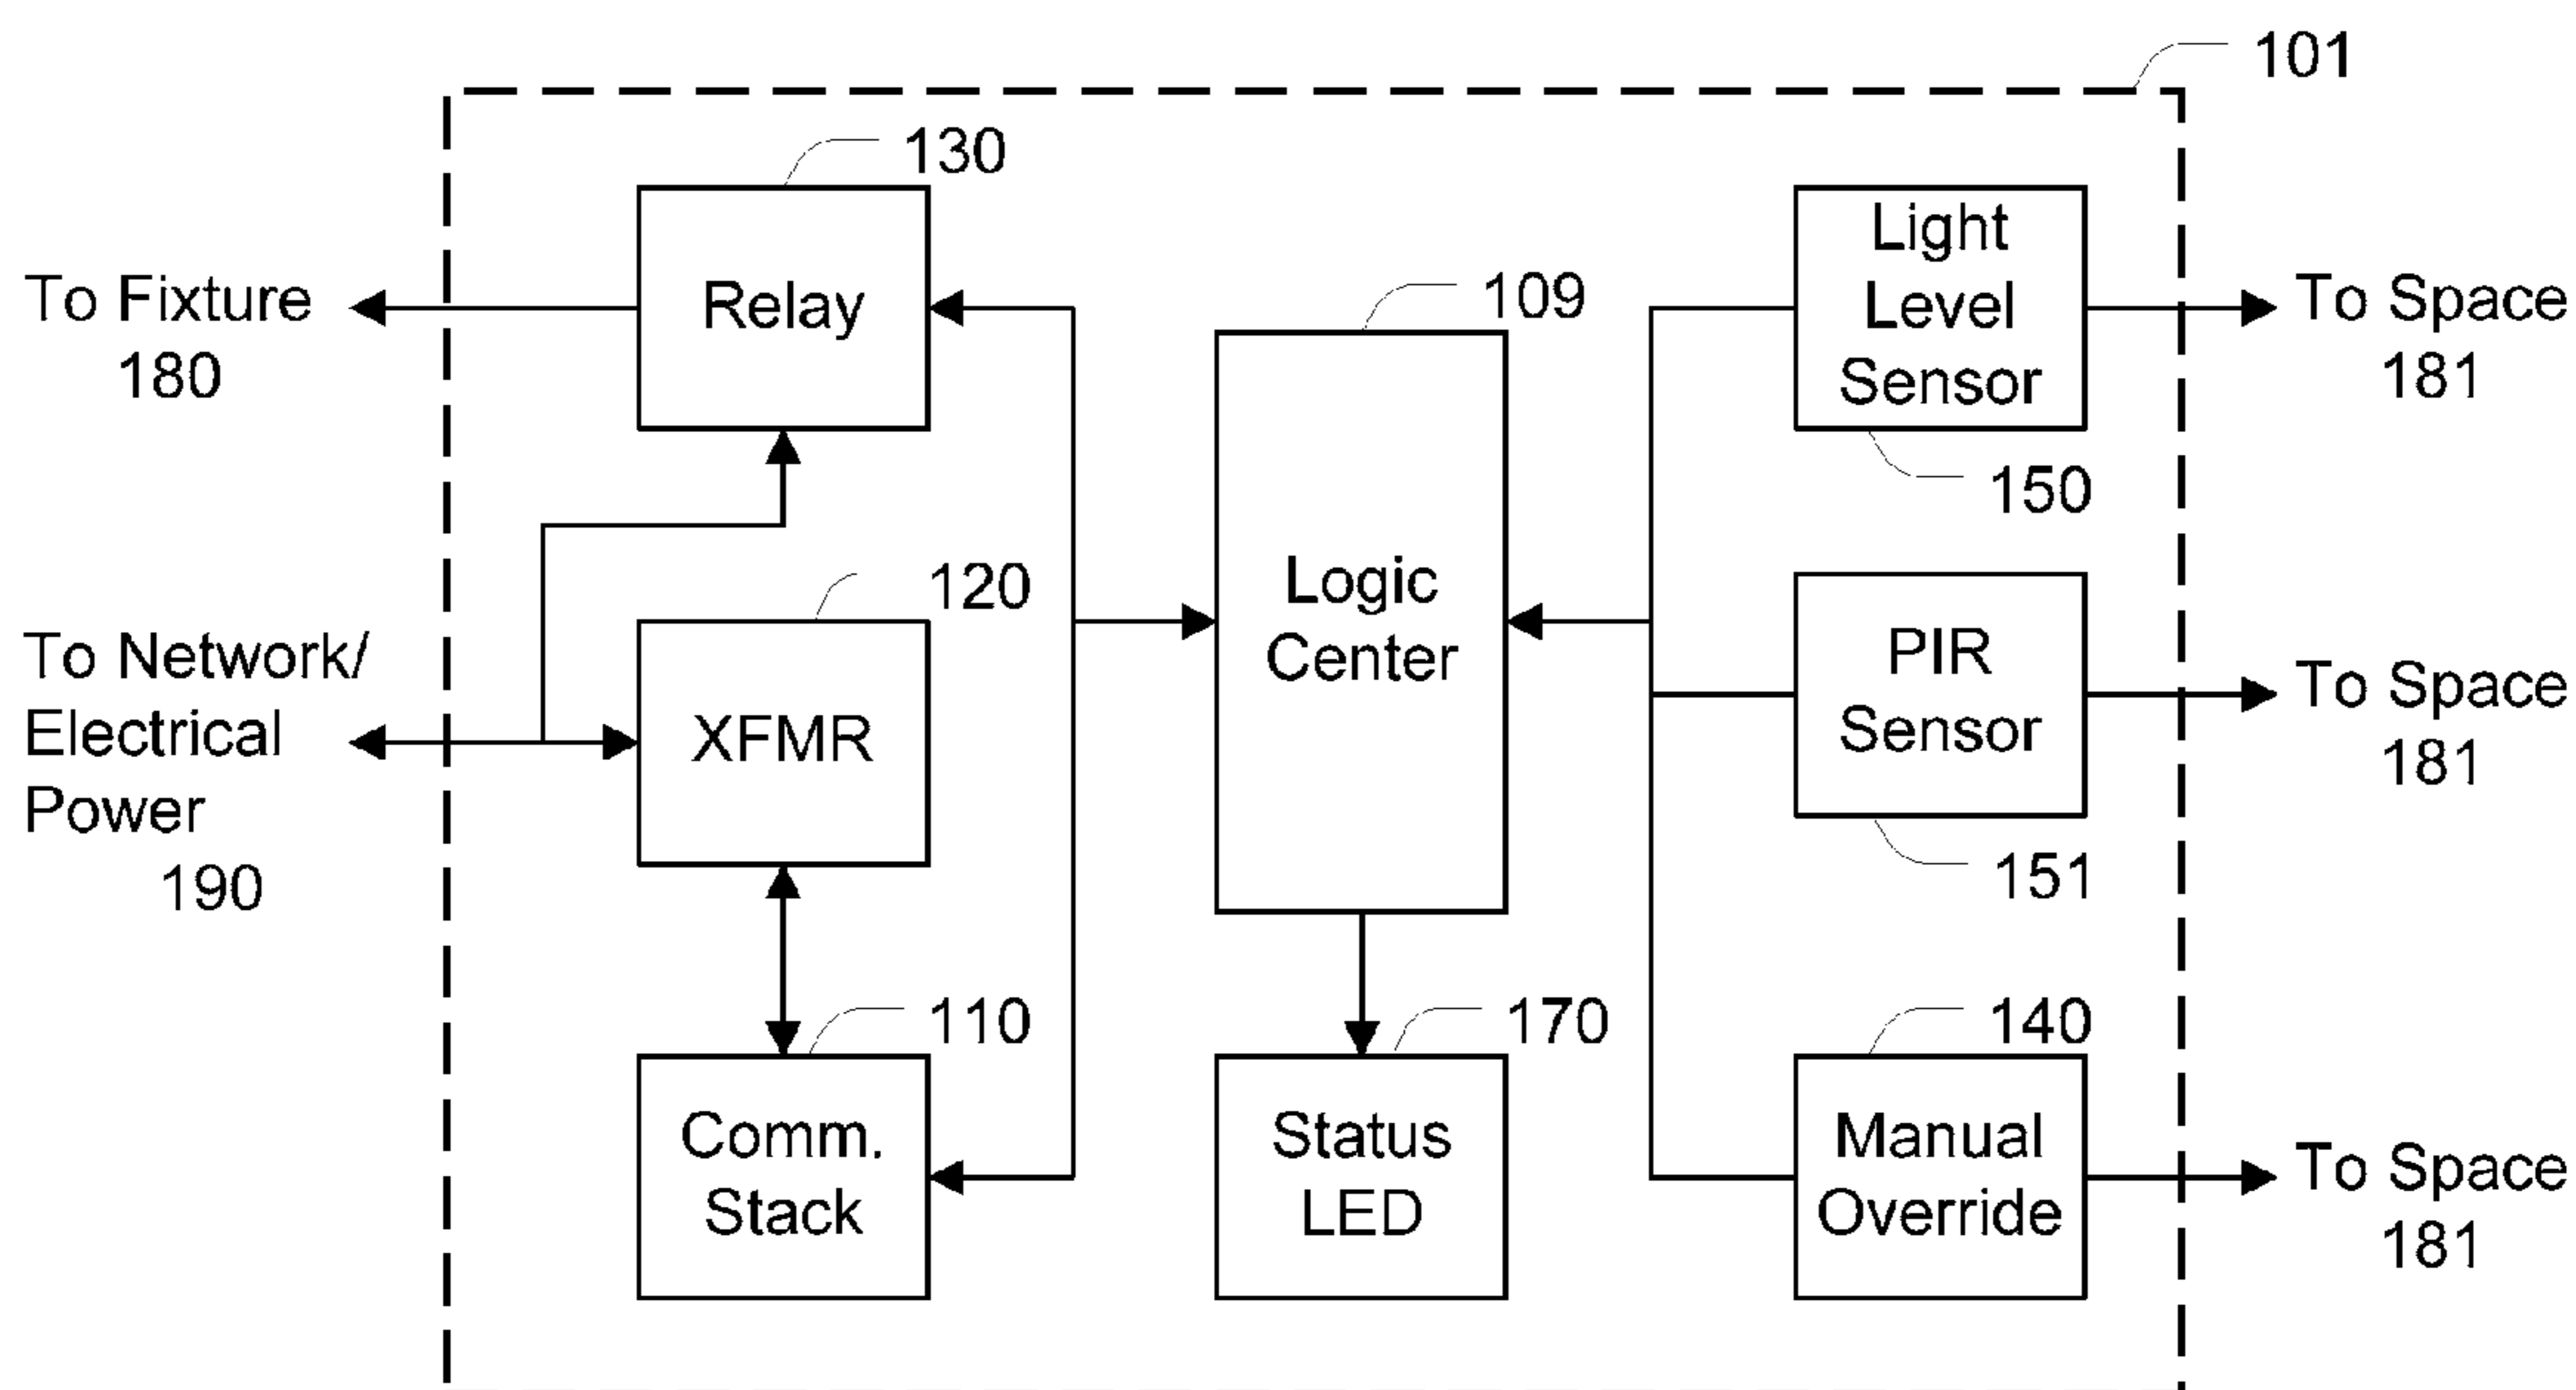 101
130
Relay
To Fixture
180
109
Logic
Center
Light
Level
Sensor
150
To Space
181
120
XFMR
To Network/
Electrical
Power
190
PIR
Sensor
151
To Space
181
110
Comm.
Stack
170
Status
LED
140
Manual
Override
To Space
181